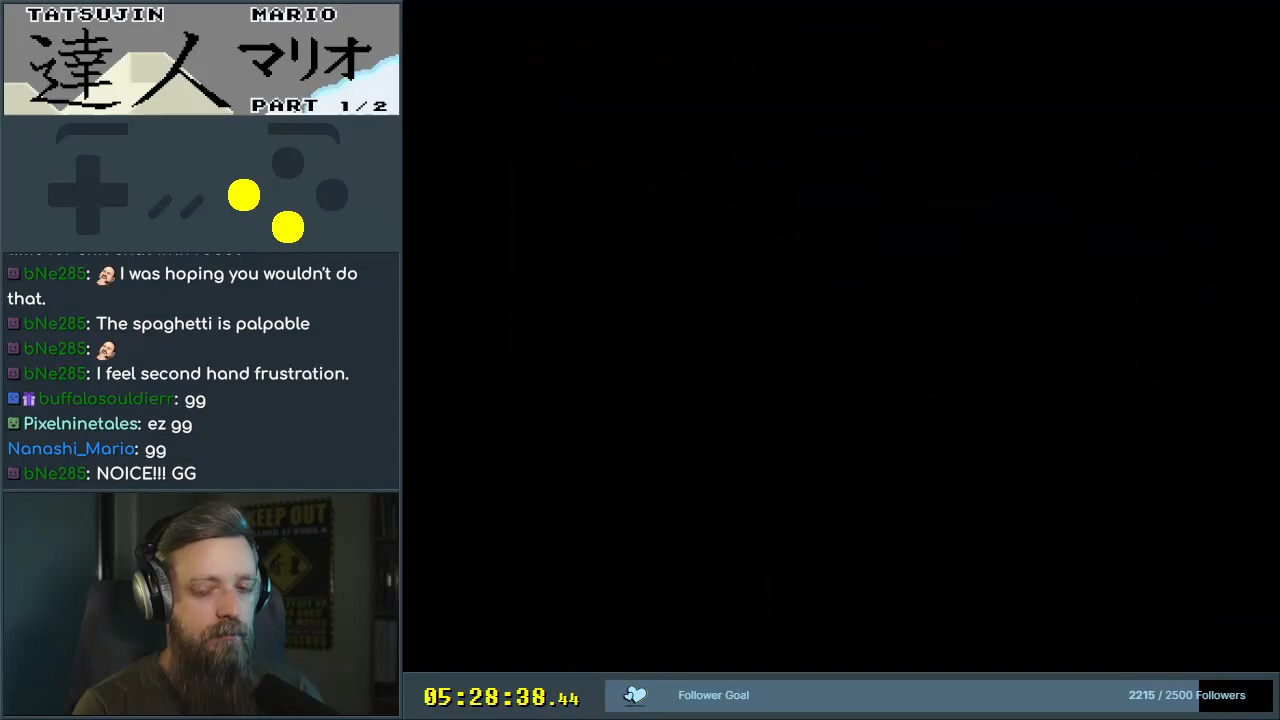 TATSUJIN MARIO
達人 マリオ
PART 1/2
bNe285: I was hoping you wouldn't do
that.
bNe285: The spaghetti is palpable
bNe285:
bNe285: I feel second hand frustration.
buffalosouldierr: gg
Pixelninetales: ez gg
Nanashi_Mario: gg
bNe285: NOICE!!! GG
KEEP OUT
05:28:38.44
Follower Goal
2215 / 2500 Followers